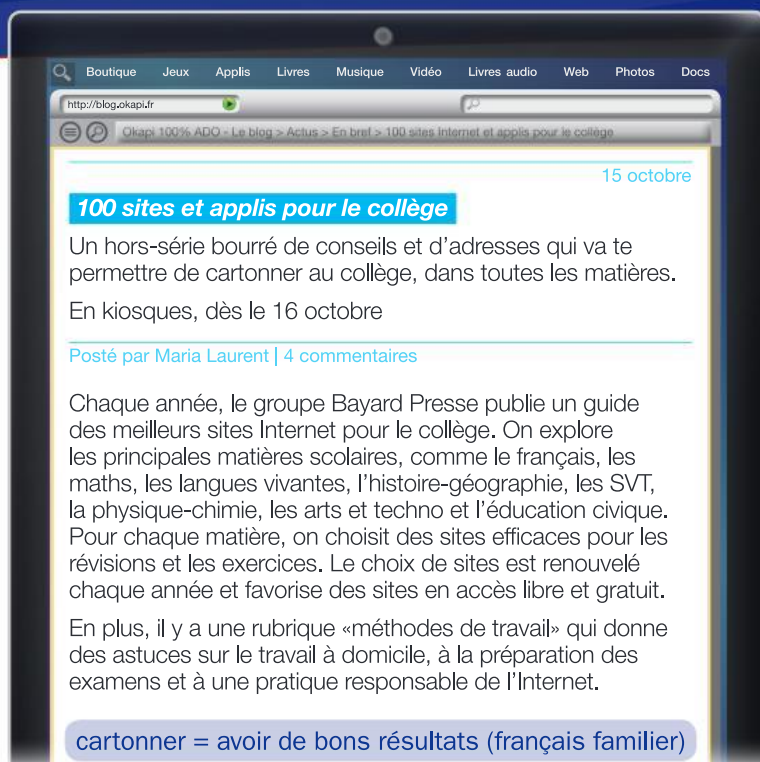 Boutique Jeux Applis Livres Musique Vidéo Livres audio Web Photos Docs
http://blog.okapi.fr
Okapi 100% ADO - Le blog > Actus > En bref > 100 sites Internet et applis pour le collège
15 octobre
100 sites et applis pour le collège
Un hors-série bourré de conseils et d'adresses qui va te
permettre de cartonner au collège, dans toutes les matières.
En kiosques, dès le 16 octobre
Posté par Maria Laurent | 4 commentaires
Chaque année, le groupe Bayard Presse publie un guide
des meilleurs sites Internet pour le collège. On explore
les principales matières scolaires, comme le français, les
maths, les langues vivantes, l'histoire-géographie, les SVT,
la physique-chimie, les arts et techno et l'éducation civique.
Pour chaque matière, on choisit des sites efficaces pour les
révisions et les exercices. Le choix de sites est renouvelé
chaque année et favorise des sites en accès libre et gratuit.
En plus, il y a une rubrique «méthodes de travail» qui donne
des astuces sur le travail à domicile, à la préparation des
examens et à une pratique responsable de l'Internet.
cartonner = avoir de bons résultats (français familier)